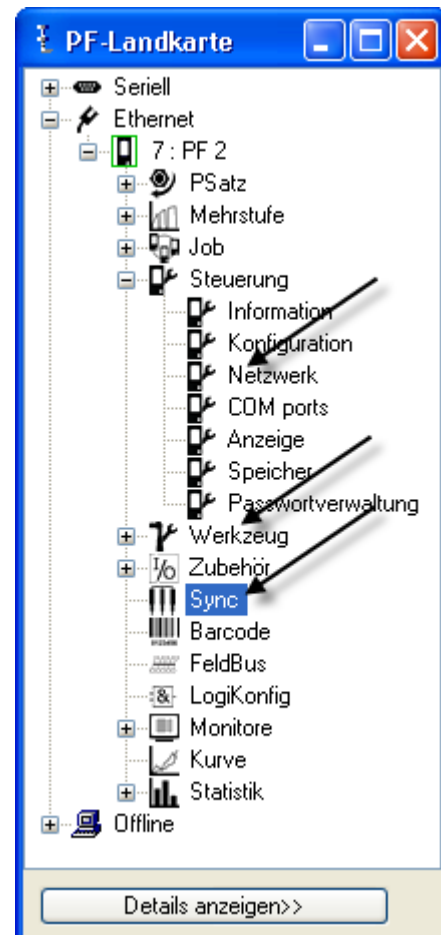 PF-Landkarte
Seriell
Ethernet
7 : PF 2
PSatz
Mehrstufe
Job
Steuerung
Information
Konfiguration
Netzwerk
COM ports
Anzeige
Speicher
Passwortverwaltung
Werkzeug
I/O Zubehör
Sync
Barcode
FeldBus
& LogiKonfig
Monitore
Kurve
Statistik
Offline
Details anzeigen>>